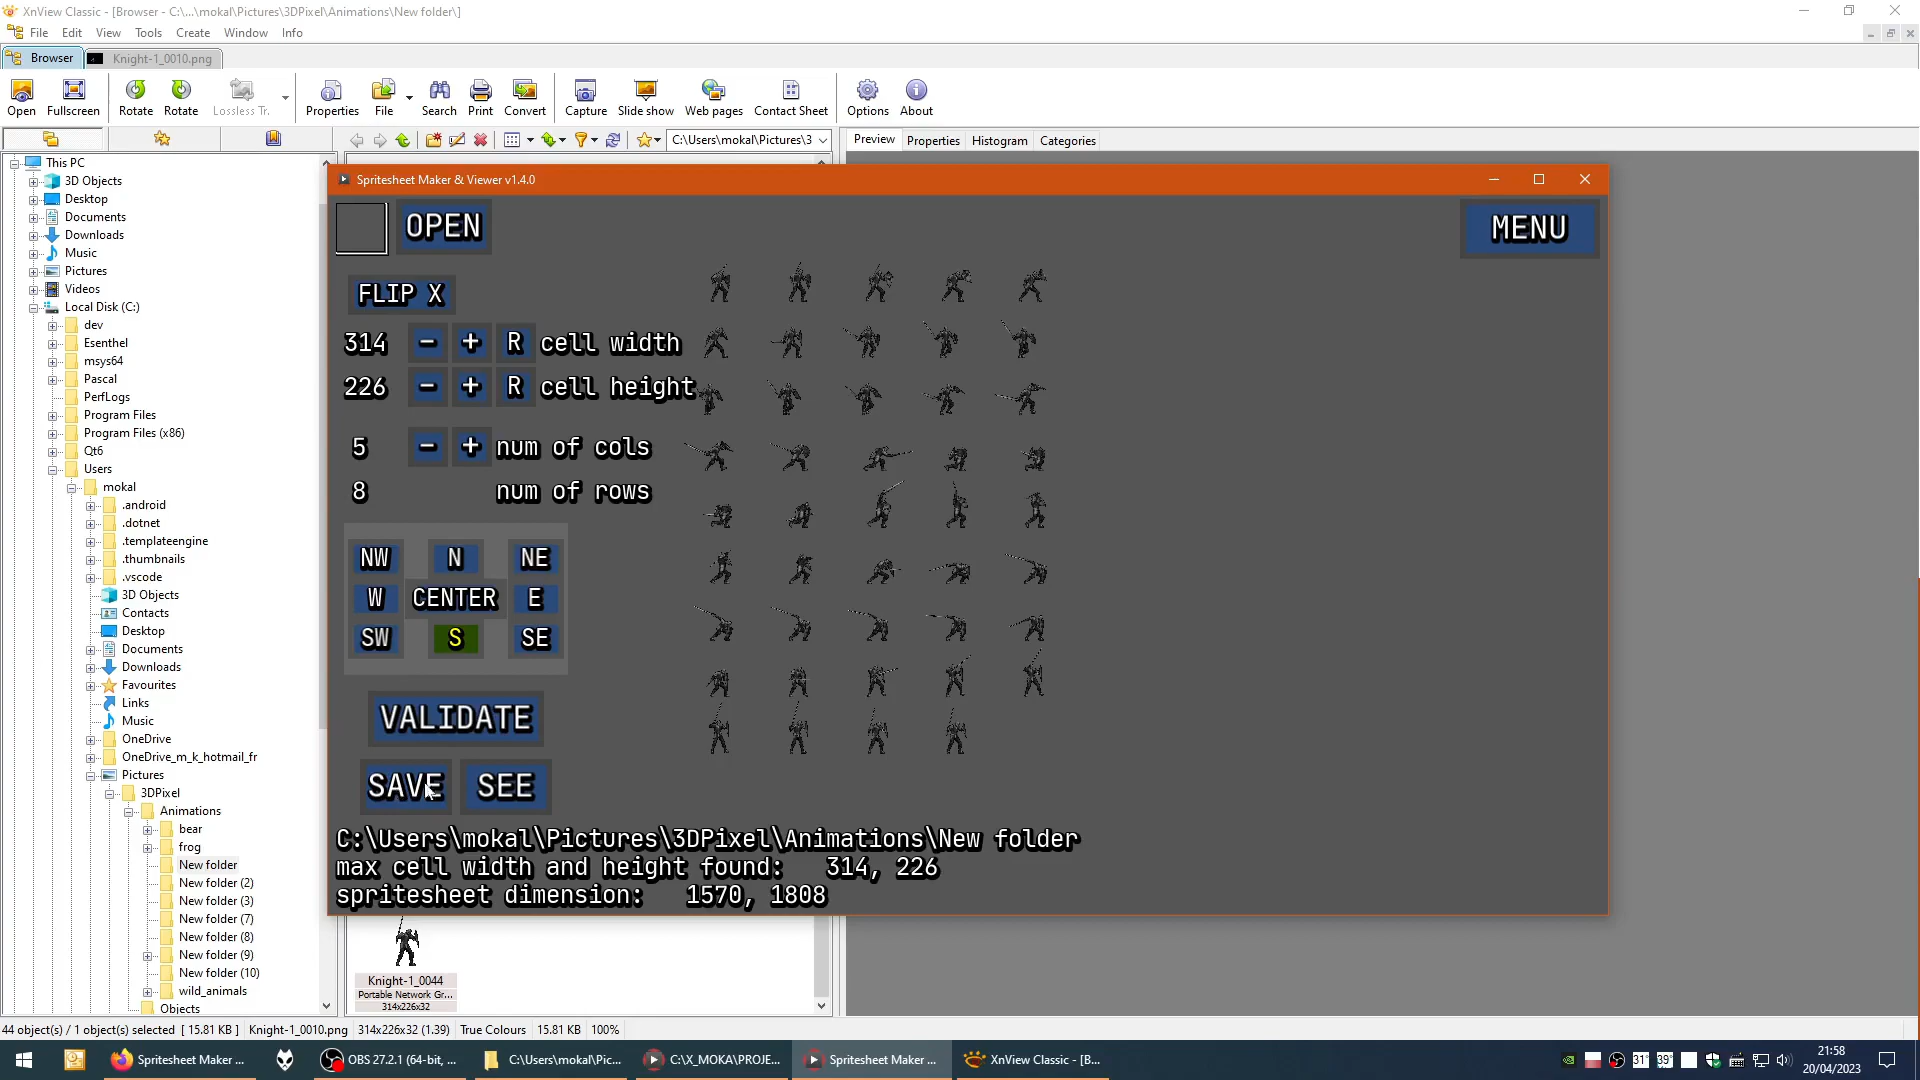 XnView Classic - [Browser - C:\...\mokal\Pictures\3DPixel\Animations\New folder\]
File Edit View Tools Create Window Info
Browser Knight-1_0010.png
Open Fullscreen Rotate Rotate Lossless Tr. Properties File Search Print Convert Capture Slide show Web pages Contact Sheet Options About
C:\Users\mokal\Pictures\3
Preview Properties Histogram Categories
This PC
3D Objects
Desktop
Documents
Downloads
Music
Pictures
Videos
Local Disk (C:)
dev
Esenthel
msys64
Pascal
PerfLogs
Program Files
Program Files (x86)
Qt6
Users
mokal
.android
.dotnet
.templateengine
.thumbnails
.vscode
3D Objects
Contacts
Desktop
Documents
Downloads
Favourites
Links
Music
OneDrive
OneDrive_m_k_hotmail_fr
Pictures
3DPixel
Animations
bear
frog
New folder
New folder (2)
New folder (3)
New folder (7)
New folder (8)
New folder (9)
New folder (10)
wild_animals
Objects
Spritesheet Maker & Viewer v1.4.0
OPEN
MENU
FLIP X
314 - + R cell width
226 - + R cell height
5 - + num of cols
8 num of rows
NW N NE
W CENTER E
SW S SE
VALIDATE
SAVE SEE
C:\Users\mokal\Pictures\3DPixel\Animations\New folder
max cell width and height found: 314, 226
spritesheet dimension: 1570, 1808
Knight-1_0044
Portable Network Gr...
314x226x32
44 object(s) / 1 object(s) selected [ 15.81 KB ] Knight-1_0010.png 314x226x32 (1.39) True Colours 15.81 KB 100%
Spritesheet Maker ... OBS 27.2.1 (64-bit, ... C:\Users\mokal\Pic... C:\X_MOKA\PROJE... Spritesheet Maker ... XnView Classic - [B...
31° 39°
21:58
20/04/2023